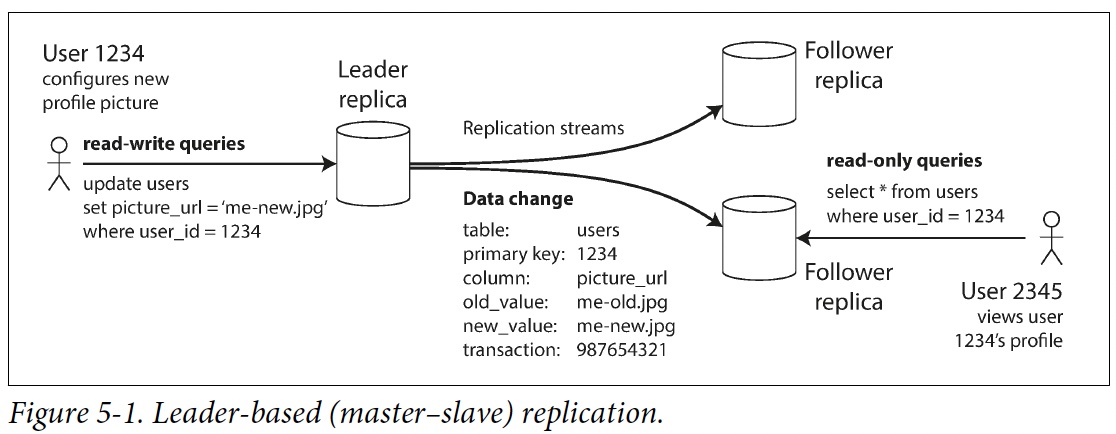 User 1234
configures new
profile picture
read-write queries
update users
set picture_url = ‘me-new.jpg’
where user_id = 1234
Leader
replica
Replication streams
Data change
table: users
primary key: 1234
column: picture_url
old_value: me-old.jpg
new_value: me-new.jpg
transaction: 987654321
Follower
replica
read-only queries
select * from users
where user_id = 1234
Follower
replica
User 2345
views user
1234’s profile
Figure 5-1. Leader-based (master–slave) replication.